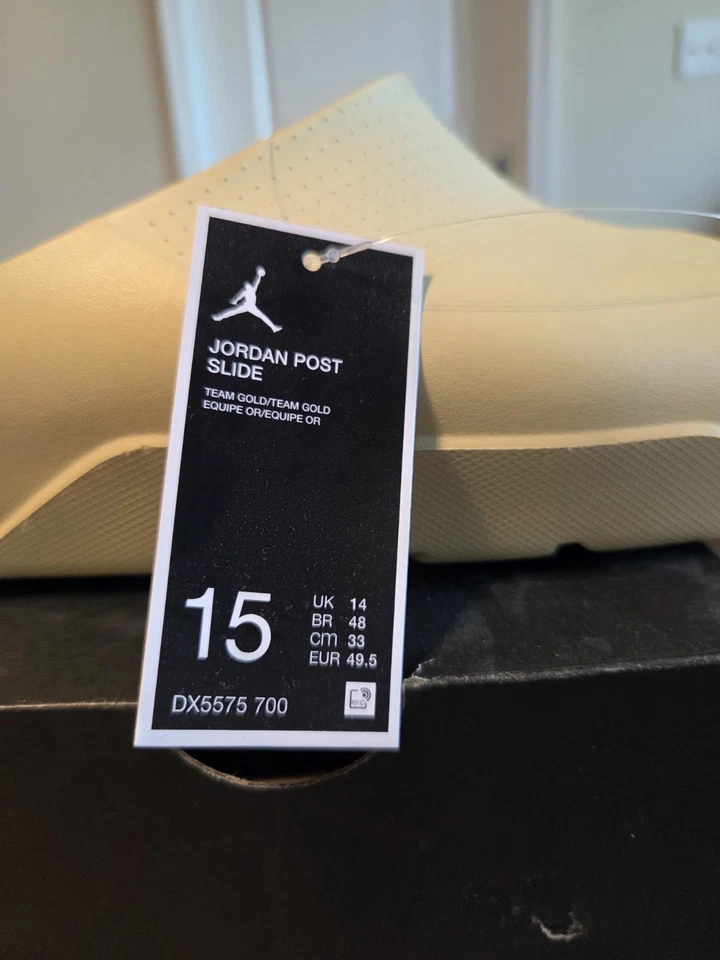 JORDAN POST
SLIDE
TEAM GOLD/TEAM GOLD
EQUIPE OR/EQUIPE OR
15
UK 14
BR 48
CM 33
EUR 49.5
DX5575 700
RFID